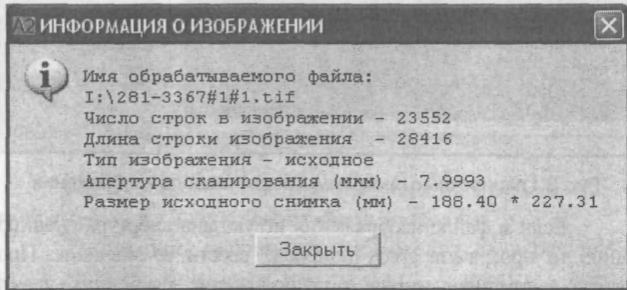 ИНФОРМАЦИЯ О ИЗОБРАЖЕНИИ
Имя обрабатываемого файла:
I:\281-3367#1#1.tif
Число строк в изображении - 23552
Длина строки изображения - 28416
Тип изображения - исходное
Апертура сканирования (мкм) - 7.9993
Размер исходного снимка (мм) - 188.40 * 227.31
Закрыть